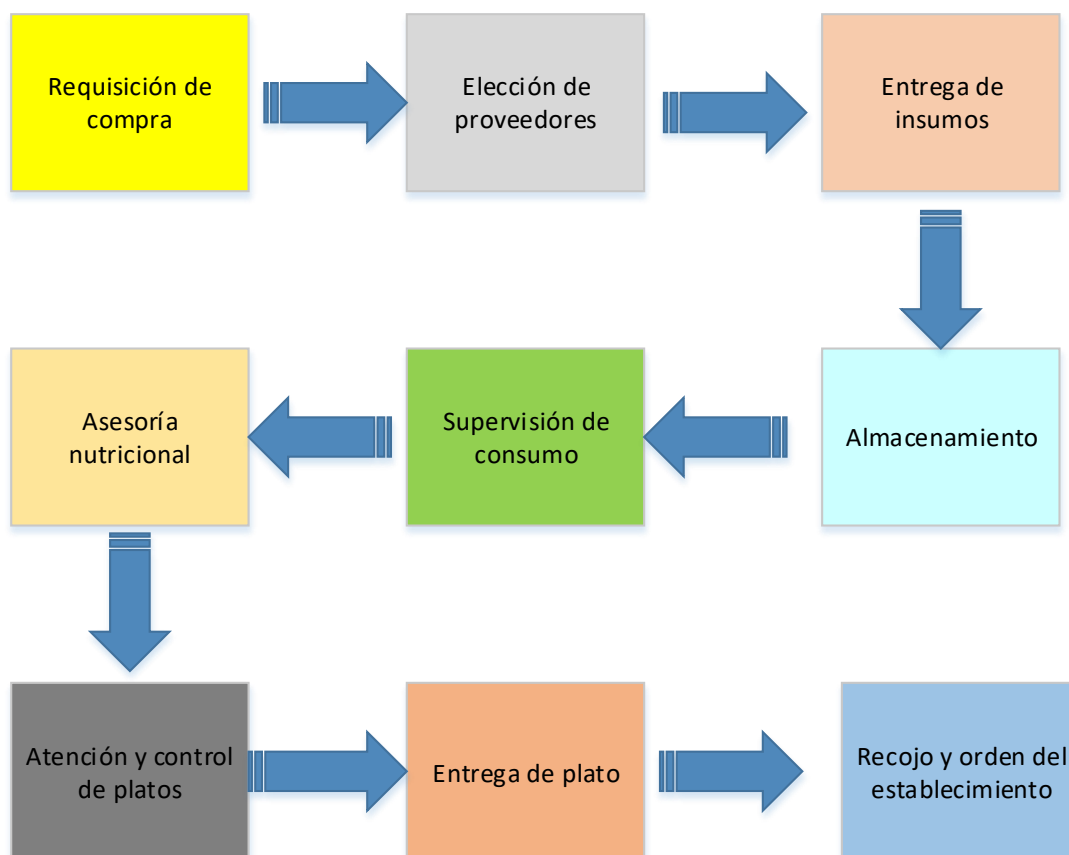 Requisición de
compra
Elección de
proveedores
Entrega de
insumos
Asesoría
nutricional
Supervisión de
consumo
Almacenamiento
Atención y control
de platos
Entrega de plato
Recojo y orden del
establecimiento